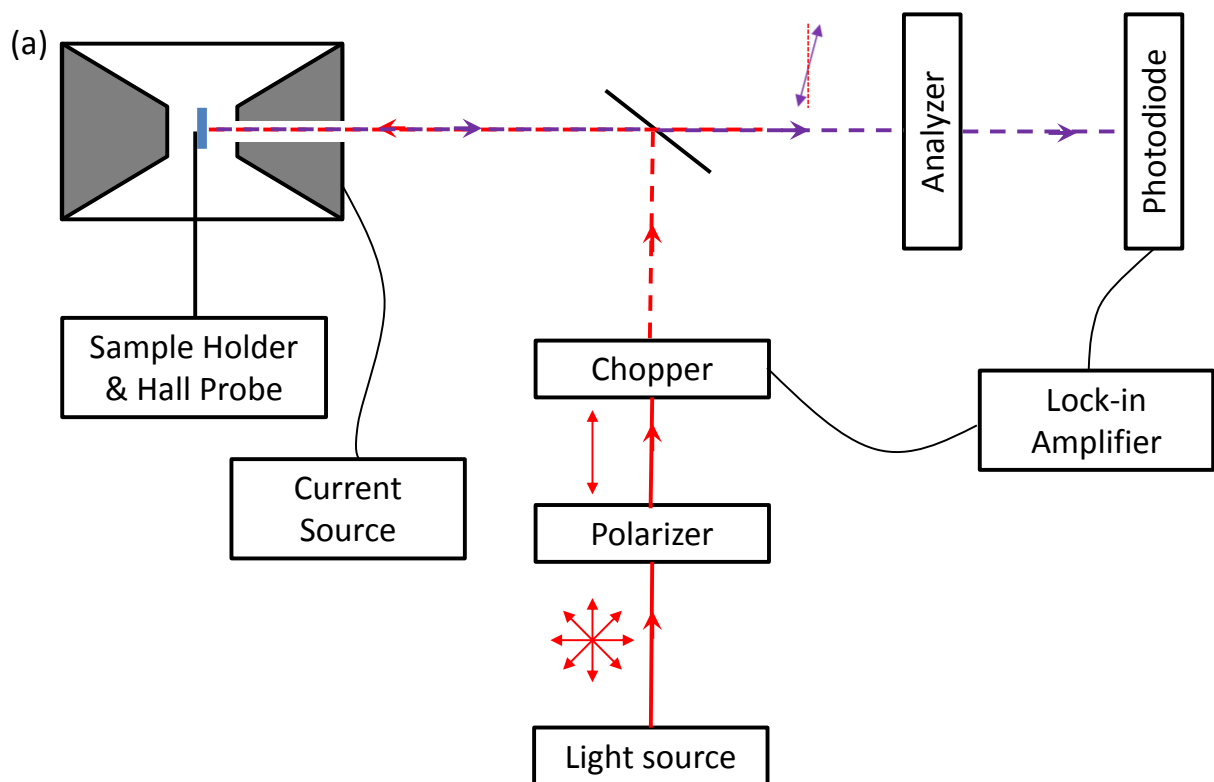 (a)
Analyzer
Photodiode
Sample Holder
& Hall Probe
Chopper
Lock-in
Amplifier
Current
Source
Polarizer
Light source